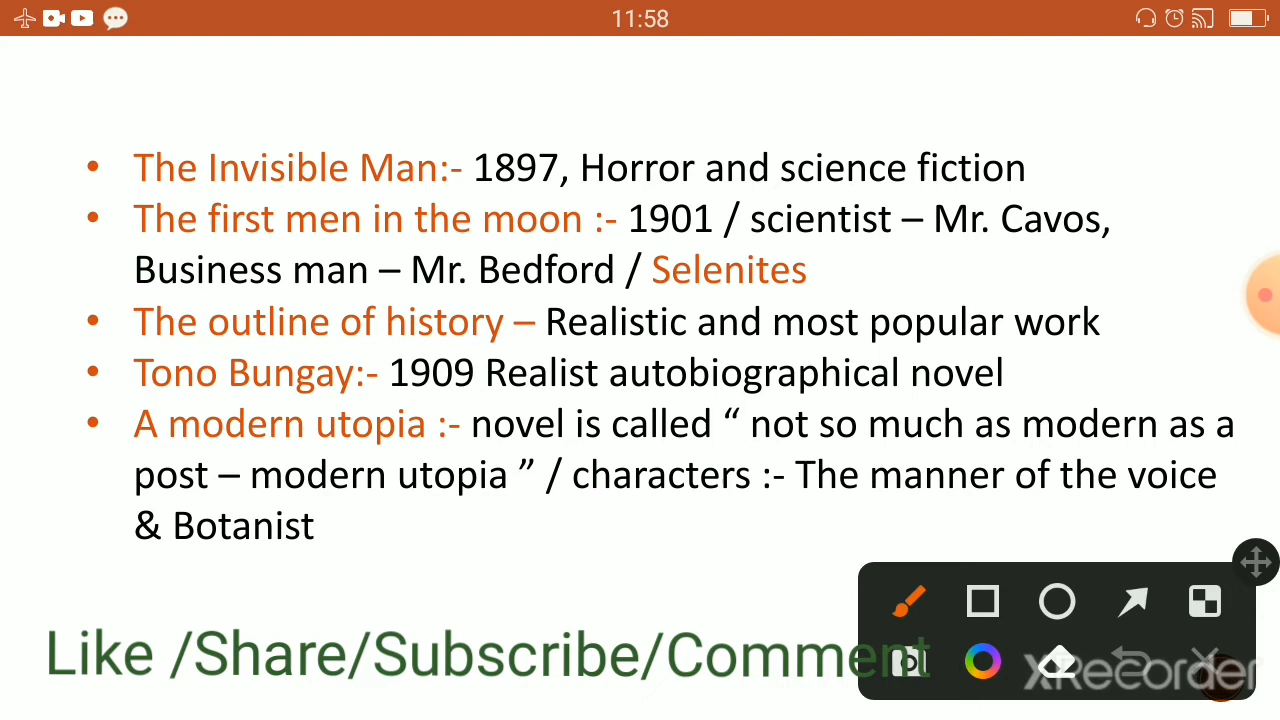 11:58
• The Invisible Man:- 1897, Horror and science fiction
• The first men in the moon :- 1901 / scientist – Mr. Cavos,
Business man – Mr. Bedford / Selenites
• The outline of history – Realistic and most popular work
• Tono Bungay:- 1909 Realist autobiographical novel
• A modern utopia :- novel is called “ not so much as modern as a
post – modern utopia ” / characters :- The manner of the voice
& Botanist
Like /Share/Subscribe/Comment
XRecorder